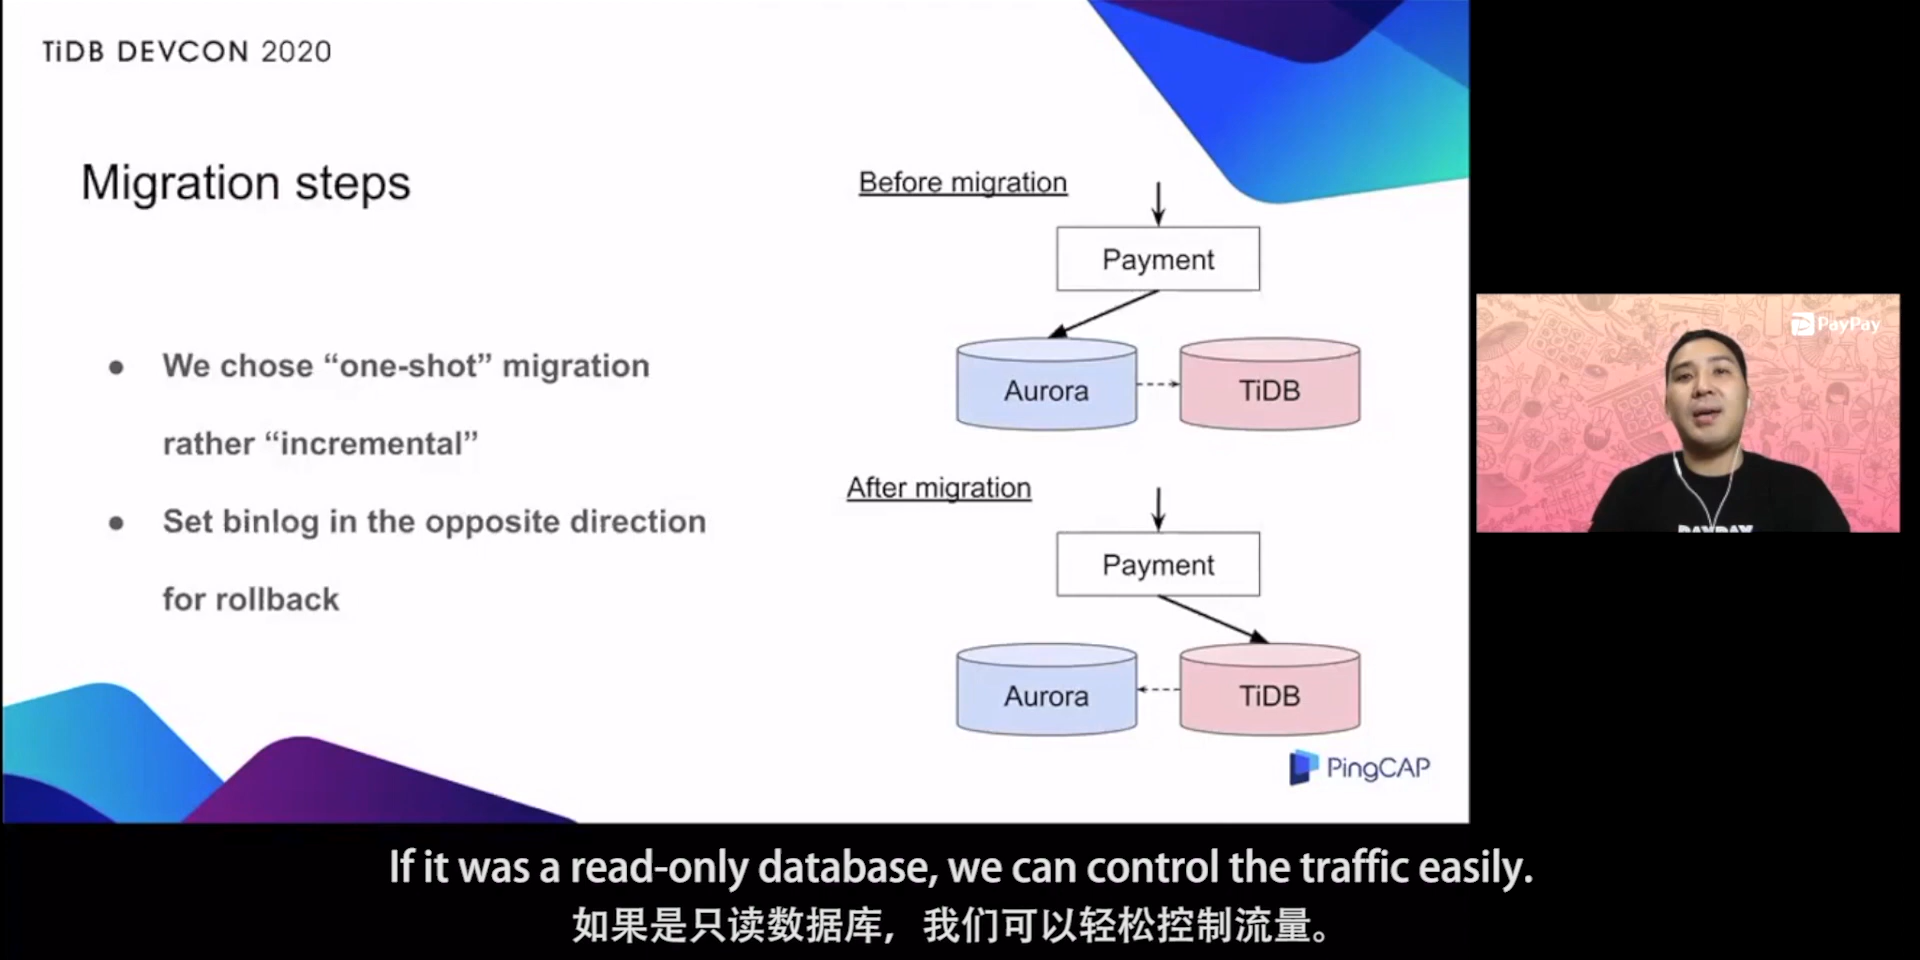 TiDB DEVCON 2020
Migration steps
● We chose “one-shot” migration
rather “incremental”
● Set binlog in the opposite direction
for rollback
Before migration
Payment
Aurora
TiDB
After migration
Payment
Aurora
TiDB
PingCAP
PayPay
PAYPAY
If it was a read-only database, we can control the traffic easily.
如果是只读数据库，我们可以轻松控制流量。